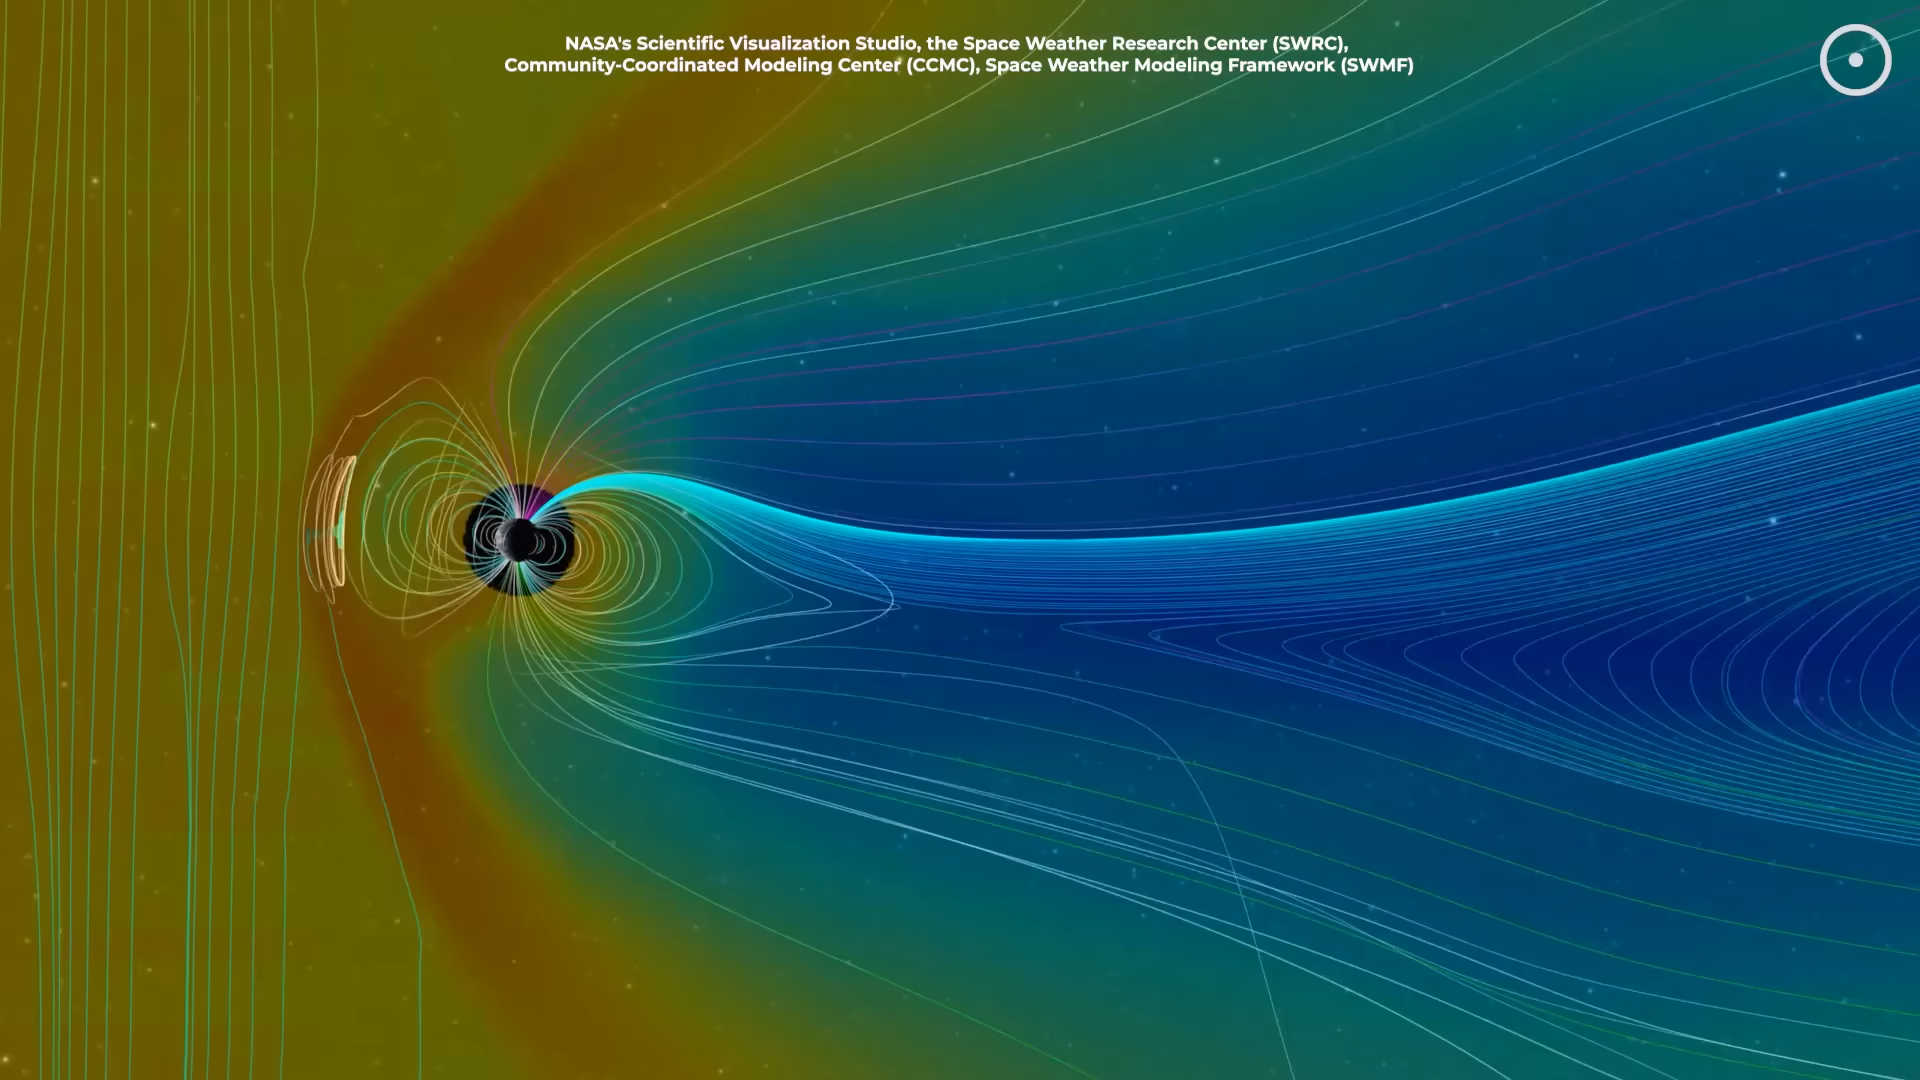 NASA's Scientific Visualization Studio, the Space Weather Research Center (SWRC),
Community-Coordinated Modeling Center (CCMC), Space Weather Modeling Framework (SWMF)